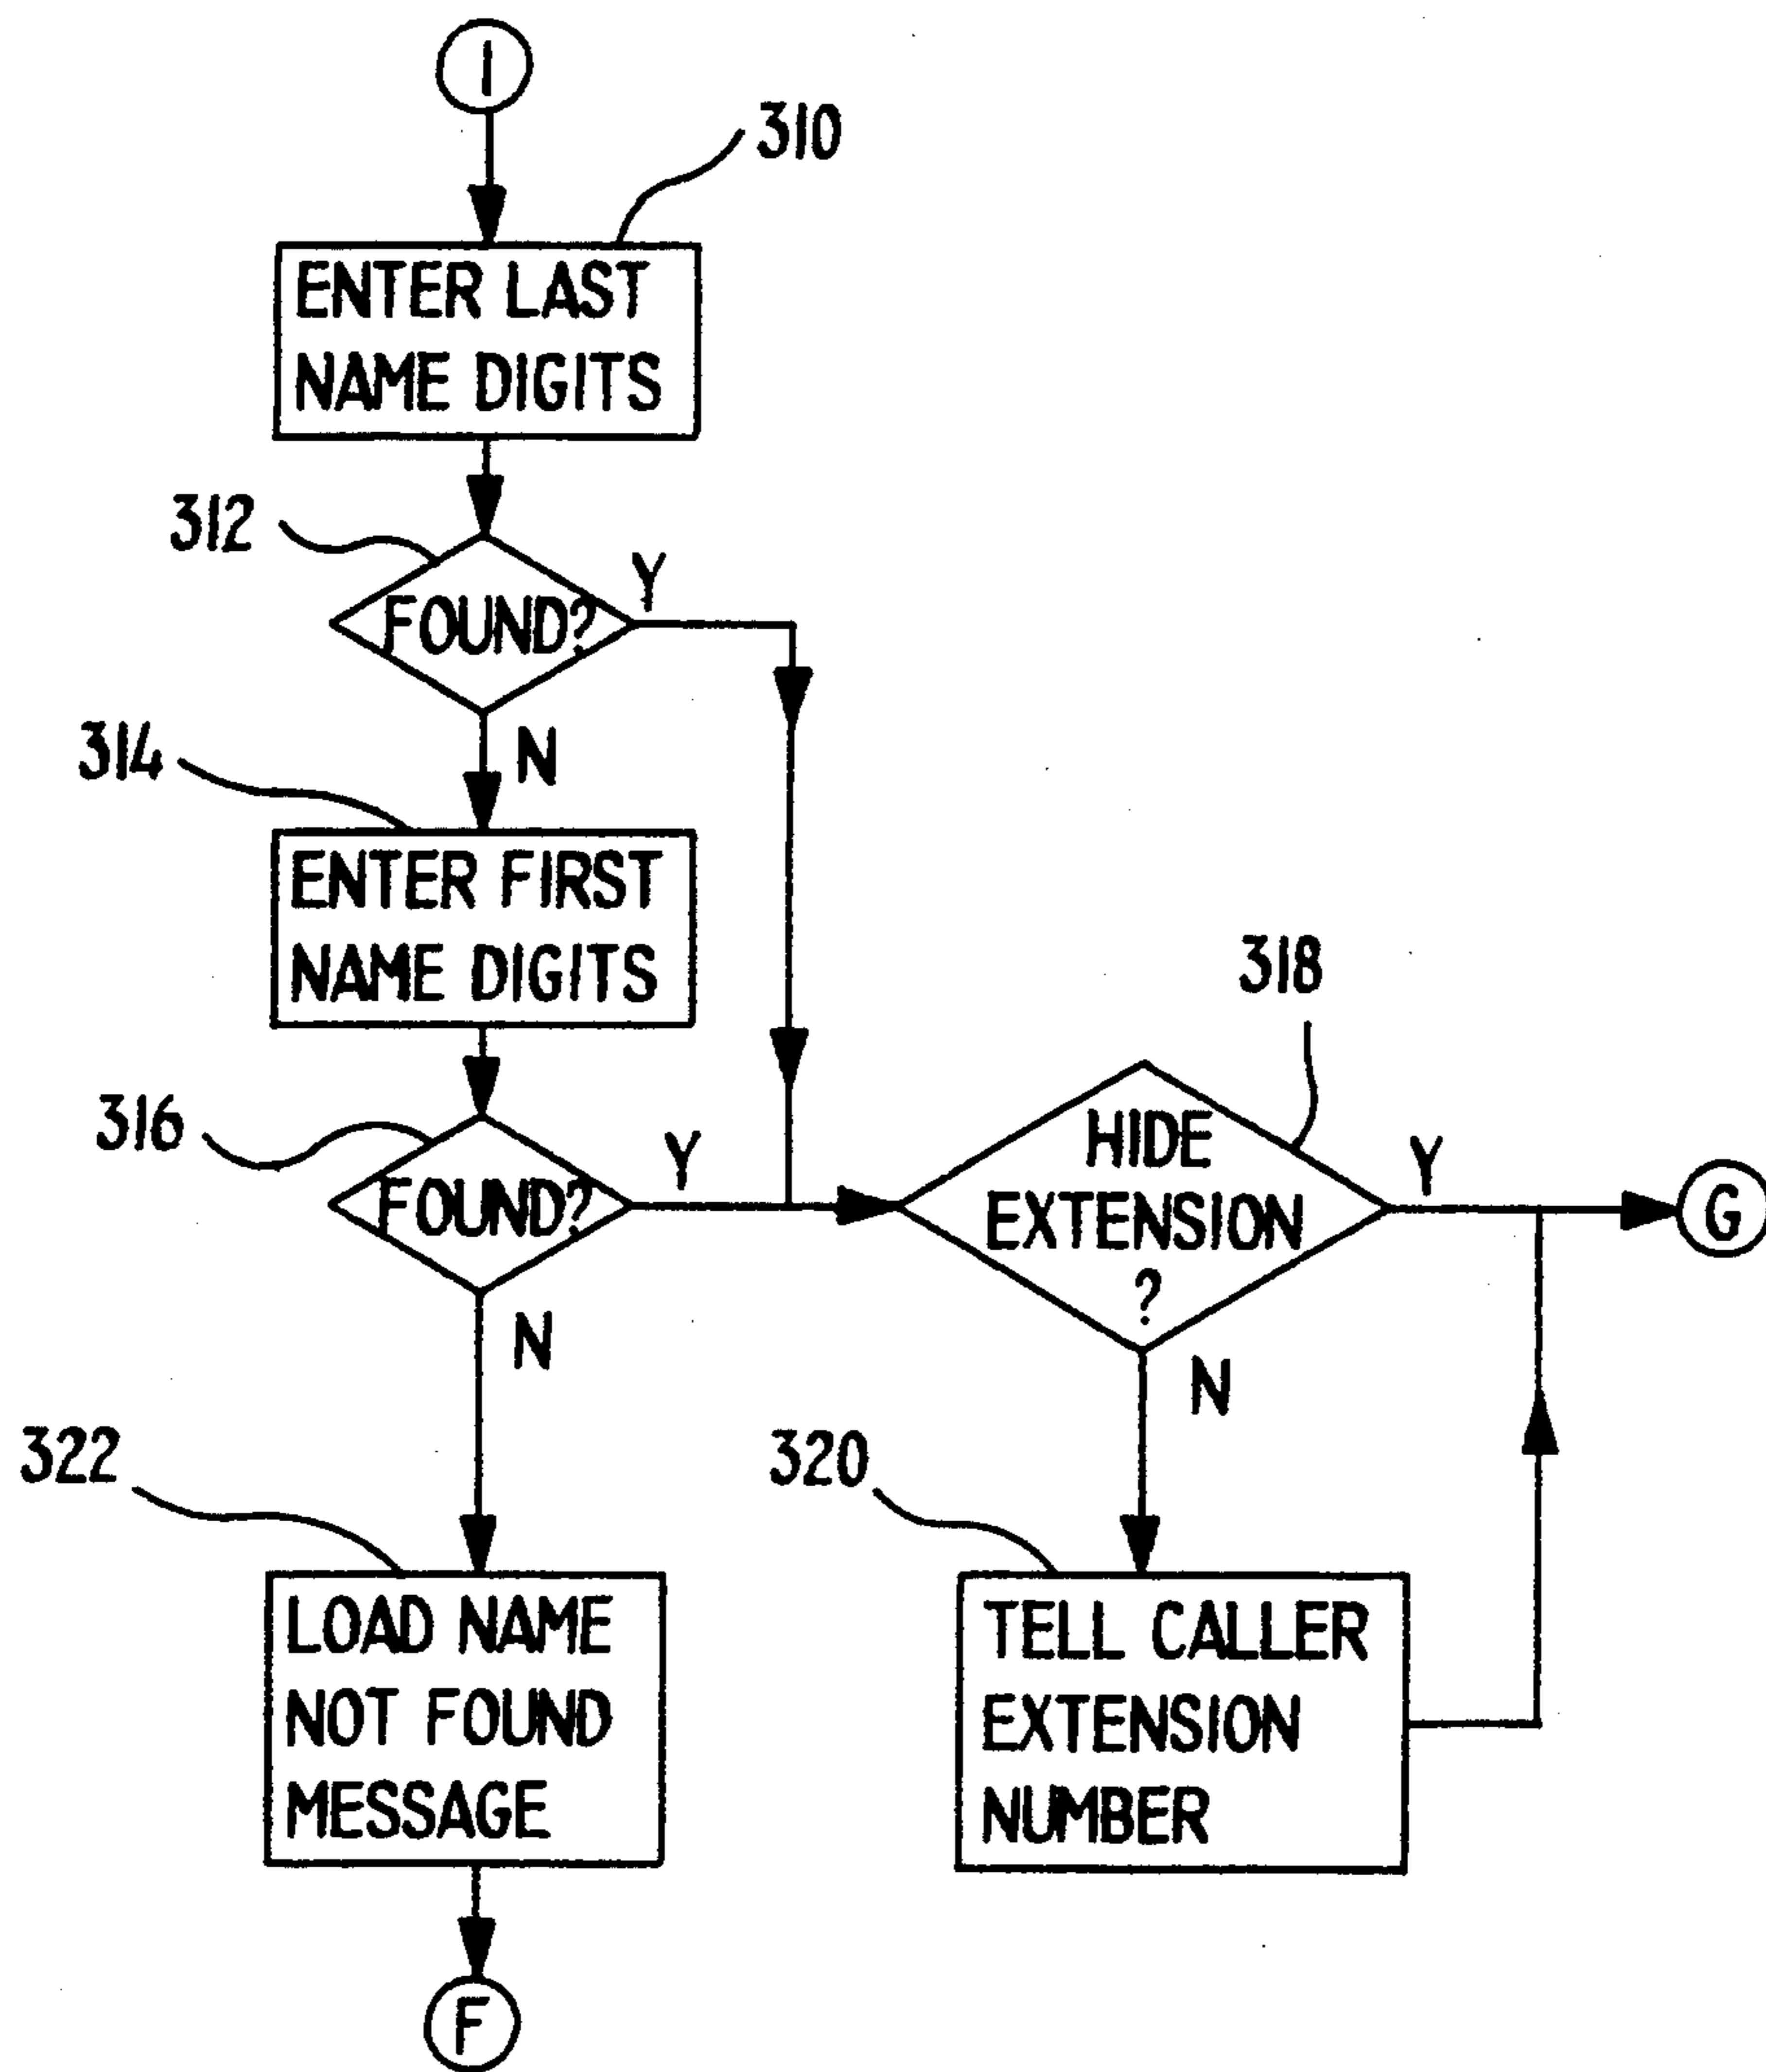 I
310
ENTER LAST
NAME DIGITS
312
FOUND?
Y
N
314
ENTER FIRST
NAME DIGITS
316
FOUND?
Y
N
318
HIDE
EXTENSION
?
Y
G
N
322
LOAD NAME
NOT FOUND
MESSAGE
320
TELL CALLER
EXTENSION
NUMBER
F